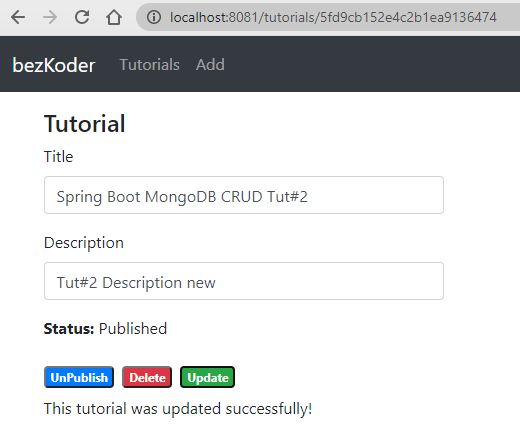 localhost:8081/tutorials/5fd9cb152e4c2b1ea9136474
bezKoder Tutorials Add
Tutorial
Title
Spring Boot MongoDB CRUD Tut#2
Description
Tut#2 Description new
Status: Published
UnPublish Delete Update
This tutorial was updated successfully!